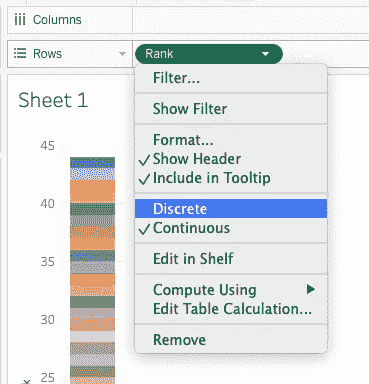 Columns
Rows
Rank
Filter...
Sheet 1
Show Filter
Format...
45
✓Show Header
✓Include in Tooltip
40
Discrete
✓Continuous
Edit in Shelf
35
Compute Using
Edit Table Calculation...
30
Remove
25